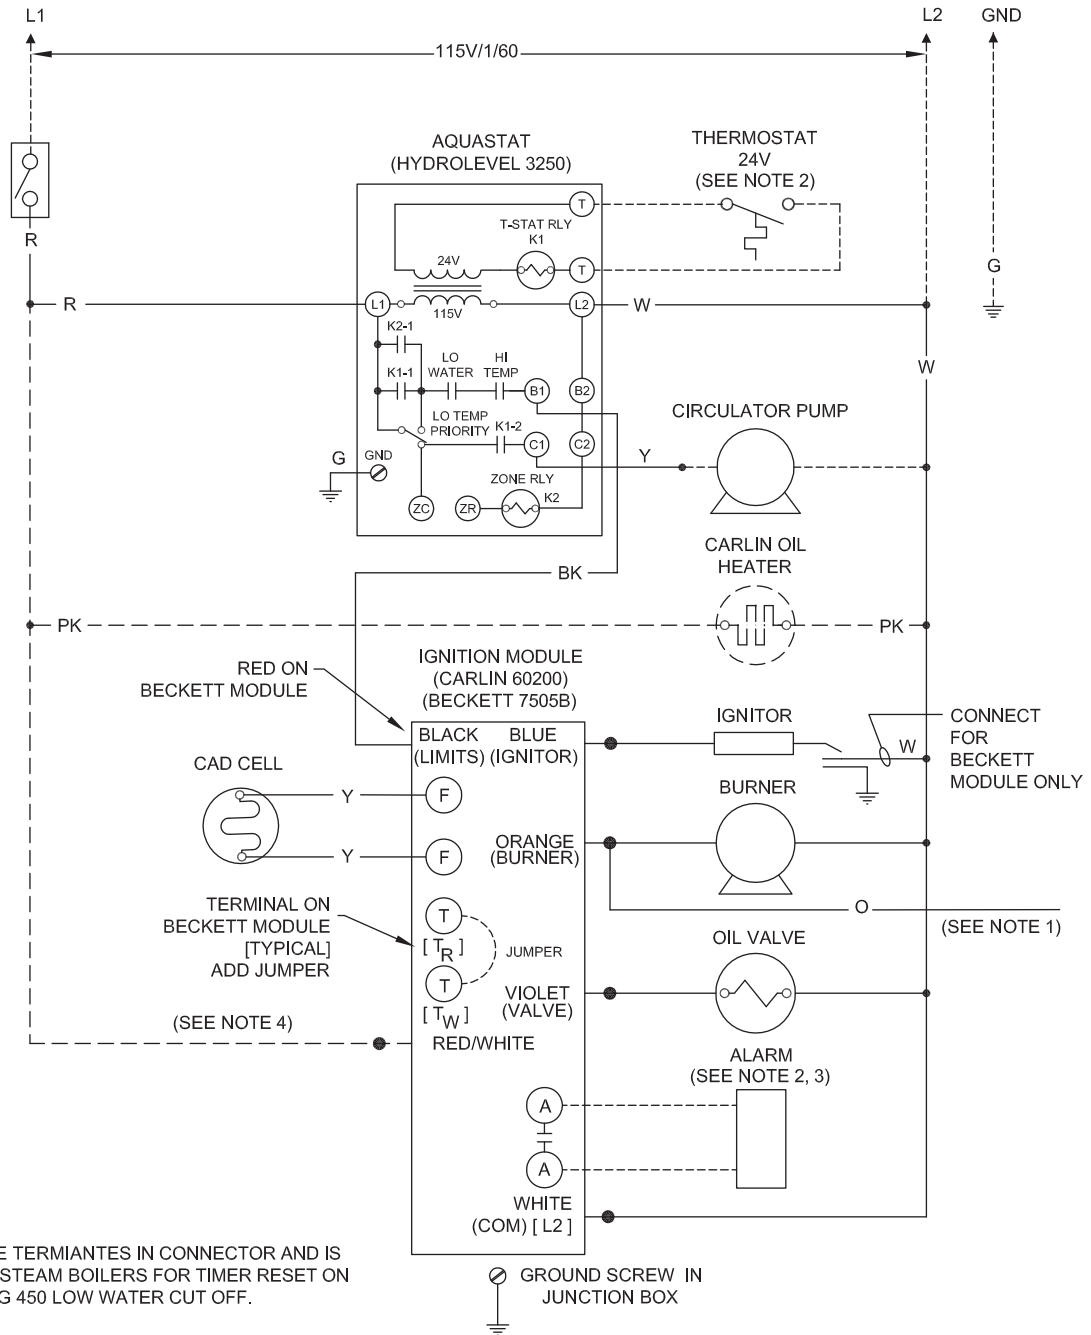 L1
L2
GND
115V/1/60
AQUASTAT
(HYDROLEVEL 3250)
THERMOSTAT
24V
(SEE NOTE 2)
R
T
T-STAT RLY
K1
24V
T
G
R
L1
115V
L2
W
K2-1
W
K1-1
LO
WATER
HI
TEMP
B1
B2
LO TEMP
PRIORITY
K1-2
C1
C2
CIRCULATOR PUMP
Y
G
GND
ZONE RLY
K2
ZC
ZR
CARLIN OIL
HEATER
BK
PK
PK
RED ON
BECKETT MODULE
IGNITION MODULE
(CARLIN 60200)
(BECKETT 7505B)
BLACK
(LIMITS)
BLUE
(IGNITOR)
IGNITOR
W
CONNECT
FOR
BECKETT
MODULE ONLY
CAD CELL
Y
F
BURNER
ORANGE
(BURNER)
Y
F
TERMINAL ON
BECKETT MODULE
[TYPICAL]
ADD JUMPER
T
[ TR ]
JUMPER
T
[ TW ]
O
(SEE NOTE 1)
OIL VALVE
VIOLET
(VALVE)
(SEE NOTE 4)
RED/WHITE
ALARM
(SEE NOTE 2, 3)
A
A
WHITE
(COM) [ L2 ]
E TERMIANTES IN CONNECTOR AND IS
STEAM BOILERS FOR TIMER RESET ON
G 450 LOW WATER CUT OFF.
GROUND SCREW IN
JUNCTION BOX